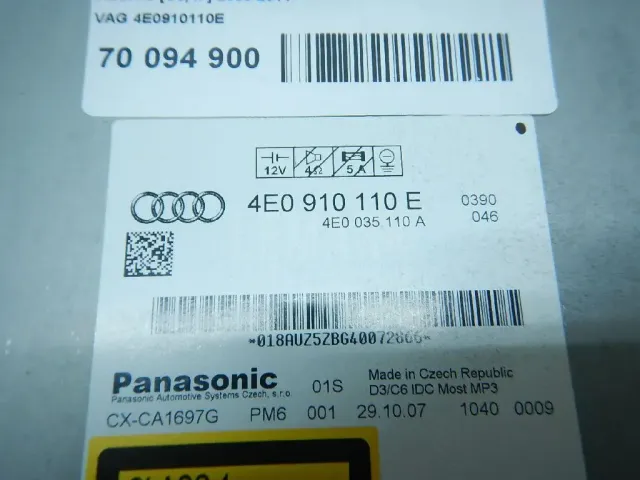 VAG 4E0910110E
70 094 900
12V 4Ω 5A
4E0 910 110 E 0390
4E0 035 110 A 046
*018AUZ5ZBG40072866*
Panasonic 01S Made in Czech Republic
Panasonic Automotive Systems Czech, s.r.o D3/C6 IDC Most MP3
CX-CA1697G PM6 001 29.10.07 1040 0009